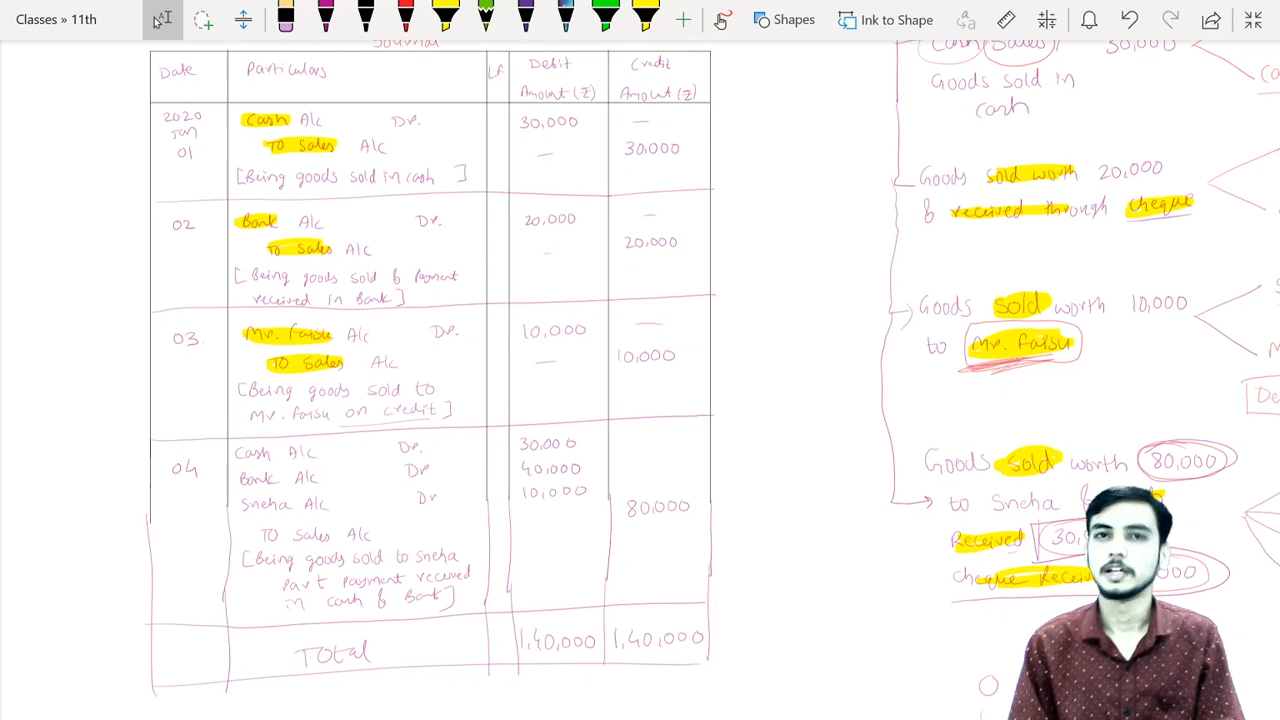 Classes » 11th
Shapes
Ink to Shape
Journal
Date Particulars LF Debit Amount (₹) Credit Amount (₹)
2020
Jan
01
Cash A/c Dr. 30,000 —
To Sales A/c — 30,000
[Being goods sold in cash ]
02 Bank A/c Dr. 20,000 —
To Sales A/c - 20,000
[Being goods sold & Payment
received in Bank]
03. Mr. Faisu A/c Dr. 10,000 —
To Sales A/c — 10,000
[Being goods sold to
Mr. Faisu on credit]
Cash A/c Dr. 30,000
04 Bank A/c Dr 40,000
Sneha A/c Dr 10,000
80,000
To Sales A/c
[Being goods sold to Sneha
Part Payment received
in cash & Bank]
Total 1,40,000 1,40,000
Cash Sales 30,000
Goods sold in
cash
Goods sold worth 20,000
& received through cheque
Goods sold worth 10,000
to Mr. Faisu
De
Goods sold worth 80,000
to Sneha &
Received 30,
cheque Receiv 000